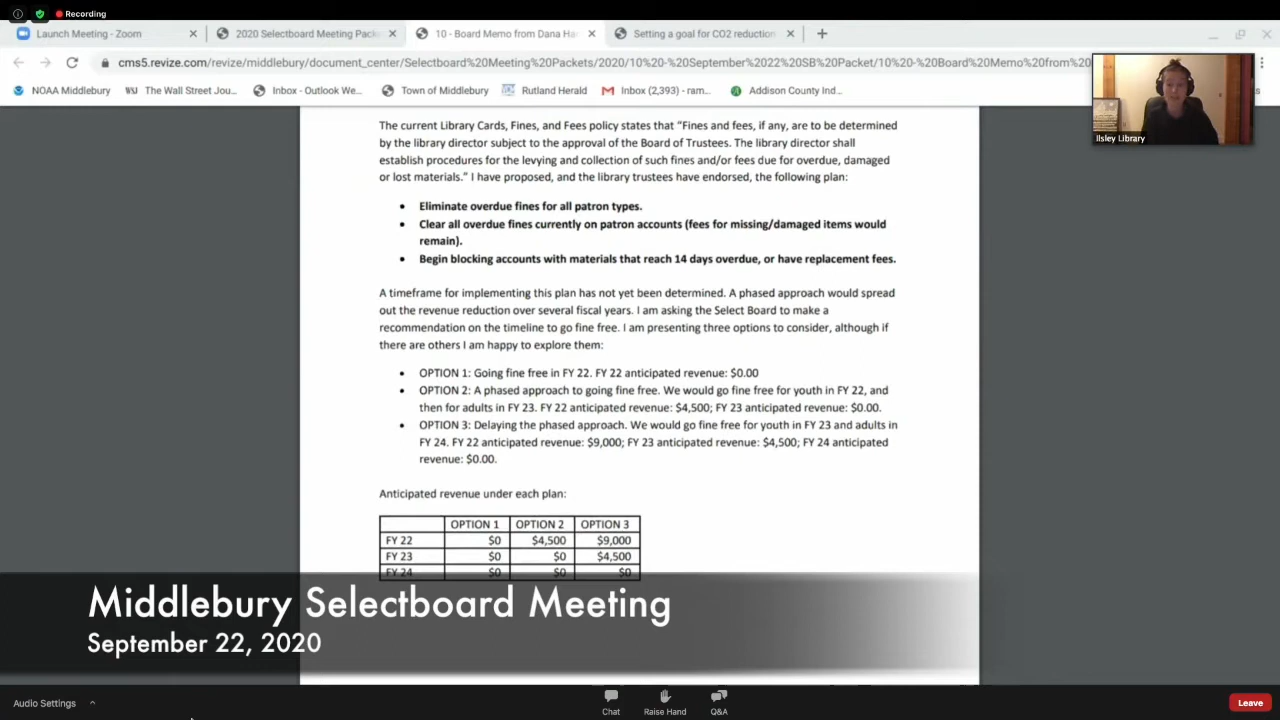 Recording
Launch Meeting - Zoom
2020 Selectboard Meeting Pack
10 - Board Memo from Dana Ha
Setting a goal for CO2 reduction
cms5.revize.com/revize/middlebury/document_center/Selectboard%20Meeting%20Packets/2020/10%20-%20September%2022%20SB%20Packet/10%20-%20Board%20Memo%20from%20Dana
NOAA Middlebury
WSJ The Wall Street Jou...
Inbox - Outlook We...
Town of Middlebury
Rutland Herald
Inbox (2,393) - ram...
Addison County Ind...
Ilsley Library
The current Library Cards, Fines, and Fees policy states that "Fines and fees, if any, are to be determined
by the library director subject to the approval of the Board of Trustees. The library director shall
establish procedures for the levying and collection of such fines and/or fees due for overdue, damaged
or lost materials." I have proposed, and the library trustees have endorsed, the following plan:
• Eliminate overdue fines for all patron types.
• Clear all overdue fines currently on patron accounts (fees for missing/damaged items would
remain).
• Begin blocking accounts with materials that reach 14 days overdue, or have replacement fees.
A timeframe for implementing this plan has not yet been determined. A phased approach would spread
out the revenue reduction over several fiscal years. I am asking the Select Board to make a
recommendation on the timeline to go fine free. I am presenting three options to consider, although if
there are others I am happy to explore them:
• OPTION 1: Going fine free in FY 22. FY 22 anticipated revenue: $0.00
• OPTION 2: A phased approach to going fine free. We would go fine free for youth in FY 22, and
then for adults in FY 23. FY 22 anticipated revenue: $4,500; FY 23 anticipated revenue: $0.00.
• OPTION 3: Delaying the phased approach. We would go fine free for youth in FY 23 and adults in
FY 24. FY 22 anticipated revenue: $9,000; FY 23 anticipated revenue: $4,500; FY 24 anticipated
revenue: $0.00.
Anticipated revenue under each plan:
OPTION 1 OPTION 2 OPTION 3
FY 22 $0 $4,500 $9,000
FY 23 $0 $0 $4,500
FY 24 $0 $0 $0
Middlebury Selectboard Meeting
September 22, 2020
Audio Settings
Chat
Raise Hand
Q&A
Leave